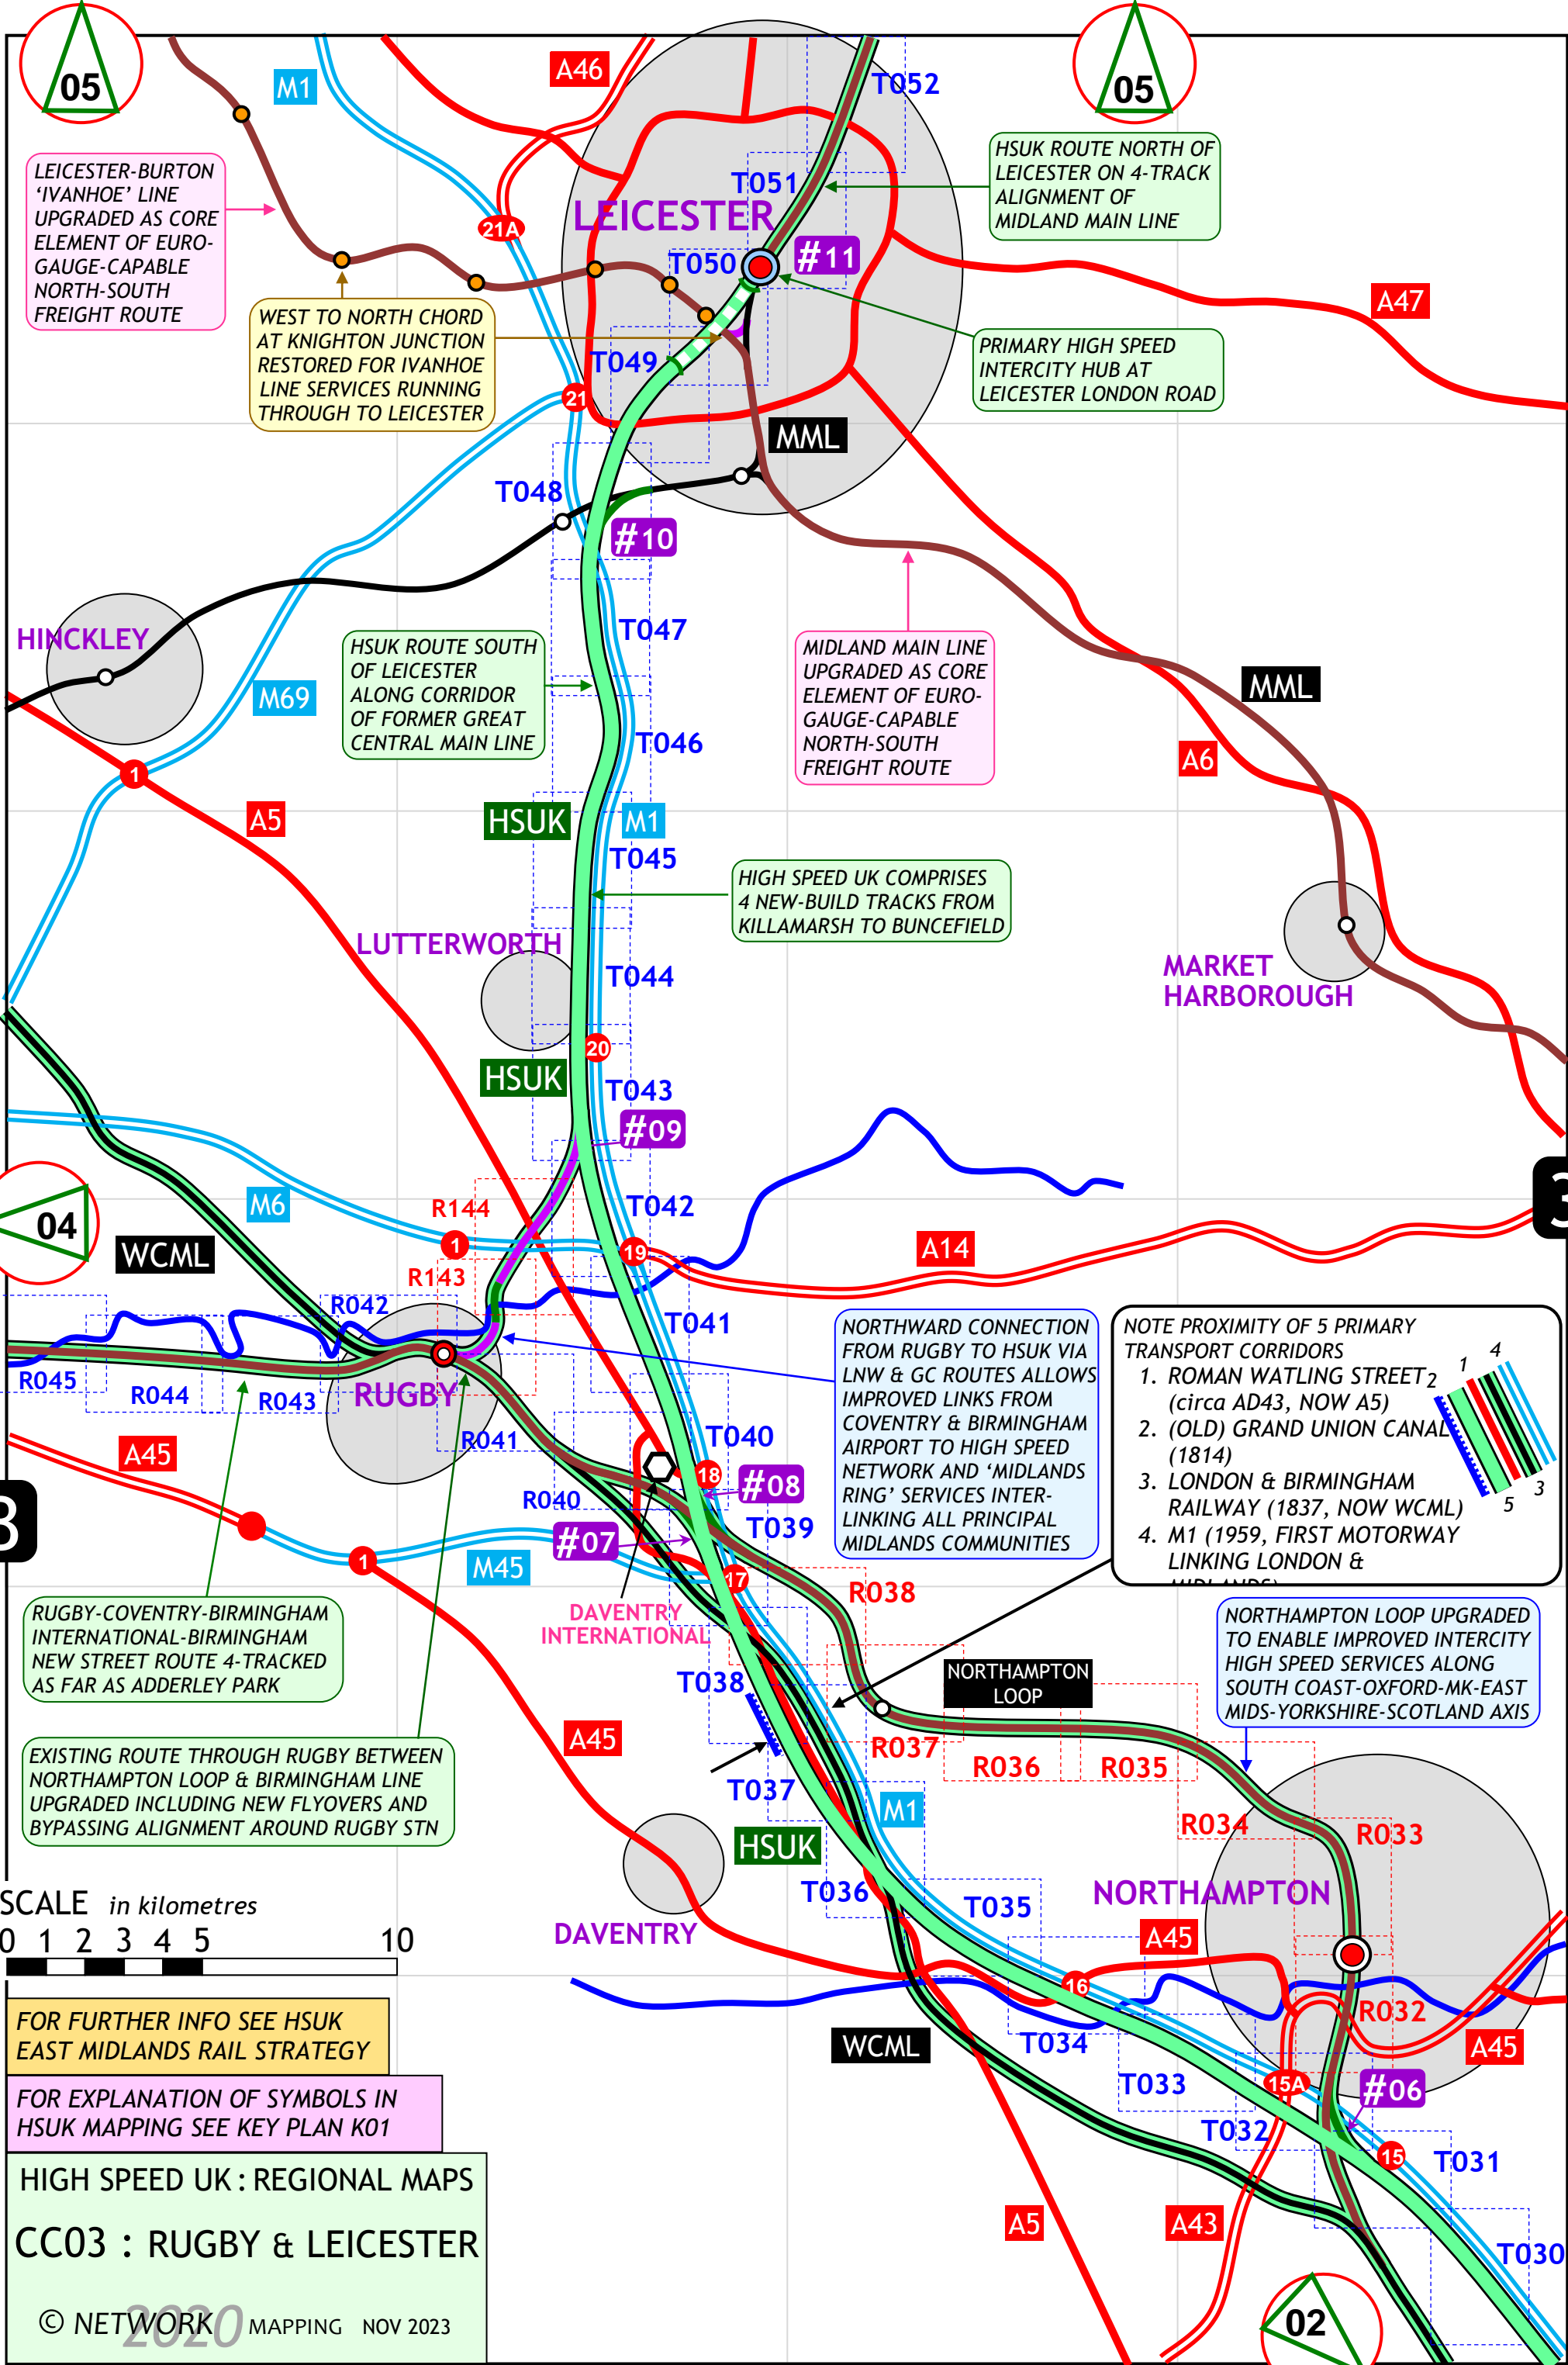 05
M1
A46
T052
05
LEICESTER-BURTON
‘IVANHOE’ LINE
UPGRADED AS CORE
ELEMENT OF EURO-
GAUGE-CAPABLE
NORTH-SOUTH
FREIGHT ROUTE
HSUK ROUTE NORTH OF
LEICESTER ON 4-TRACK
ALIGNMENT OF
MIDLAND MAIN LINE
T051
LEICESTER
21A
T050
#11
A47
WEST TO NORTH CHORD
AT KNIGHTON JUNCTION
RESTORED FOR IVANHOE
LINE SERVICES RUNNING
THROUGH TO LEICESTER
PRIMARY HIGH SPEED
INTERCITY HUB AT
LEICESTER LONDON ROAD
T049
21
MML
T048
#10
HINCKLEY
M69
HSUK ROUTE SOUTH
OF LEICESTER
ALONG CORRIDOR
OF FORMER GREAT
CENTRAL MAIN LINE
T047
MIDLAND MAIN LINE
UPGRADED AS CORE
ELEMENT OF EURO-
GAUGE-CAPABLE
NORTH-SOUTH
FREIGHT ROUTE
MML
T046
A6
1
A5
HSUK
M1
T045
HIGH SPEED UK COMPRISES
4 NEW-BUILD TRACKS FROM
KILLAMARSH TO BUNCEFIELD
LUTTERWORTH
T044
MARKET
HARBOROUGH
20
HSUK
T043
#09
04
M6
R144
T042
3
WCML
1
19
A14
R143
R042
T041
R045
R044
R043
RUGBY
R041
NORTHWARD CONNECTION
FROM RUGBY TO HSUK VIA
LNW & GC ROUTES ALLOWS
IMPROVED LINKS FROM
COVENTRY & BIRMINGHAM
AIRPORT TO HIGH SPEED
NETWORK AND ‘MIDLANDS
RING’ SERVICES INTER-
LINKING ALL PRINCIPAL
MIDLANDS COMMUNITIES
NOTE PROXIMITY OF 5 PRIMARY
TRANSPORT CORRIDORS
1. ROMAN WATLING STREET
(circa AD43, NOW A5)
2. (OLD) GRAND UNION CANAL
(1814)
3. LONDON & BIRMINGHAM
RAILWAY (1837, NOW WCML)
4. M1 (1959, FIRST MOTORWAY
LINKING LONDON &
MIDLANDS)
1
4
2
3
5
A45
T040
18
#08
R040
#07
T039
3
1
M45
17
R038
RUGBY-COVENTRY-BIRMINGHAM
INTERNATIONAL-BIRMINGHAM
NEW STREET ROUTE 4-TRACKED
AS FAR AS ADDERLEY PARK
DAVENTRY
INTERNATIONAL
NORTHAMPTON LOOP UPGRADED
TO ENABLE IMPROVED INTERCITY
HIGH SPEED SERVICES ALONG
SOUTH COAST-OXFORD-MK-EAST
MIDS-YORKSHIRE-SCOTLAND AXIS
T038
NORTHAMPTON
LOOP
A45
R037
R036
R035
EXISTING ROUTE THROUGH RUGBY BETWEEN
NORTHAMPTON LOOP & BIRMINGHAM LINE
UPGRADED INCLUDING NEW FLYOVERS AND
BYPASSING ALIGNMENT AROUND RUGBY STN
T037
M1
R034
R033
HSUK
T036
T035
NORTHAMPTON
SCALE in kilometres
0 1 2 3 4 5 10
DAVENTRY
A45
16
R032
FOR FURTHER INFO SEE HSUK
EAST MIDLANDS RAIL STRATEGY
WCML
T034
A45
T033
15A
#06
FOR EXPLANATION OF SYMBOLS IN
HSUK MAPPING SEE KEY PLAN K01
T032
15
T031
HIGH SPEED UK : REGIONAL MAPS
CC03 : RUGBY & LEICESTER
A5
A43
T030
© NETWORK 2020 MAPPING NOV 2023
02